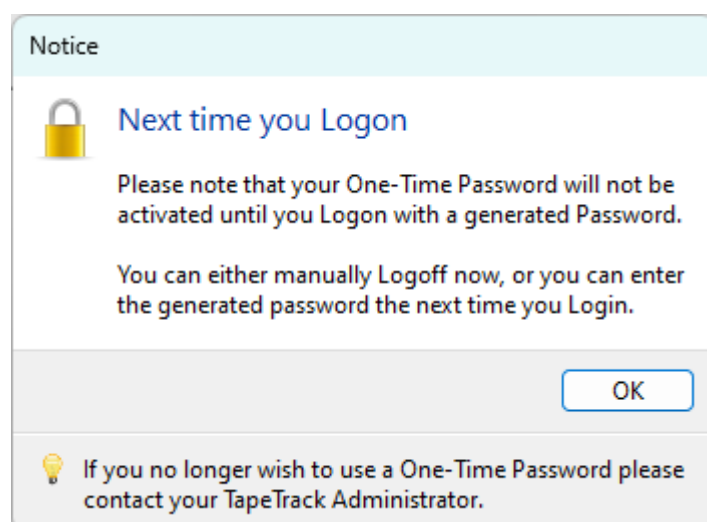 Notice
Next time you Logon
Please note that your One-Time Password will not be
activated until you Logon with a generated Password.
You can either manually Logoff now, or you can enter
the generated password the next time you Login.
OK
If you no longer wish to use a One-Time Password please
contact your TapeTrack Administrator.